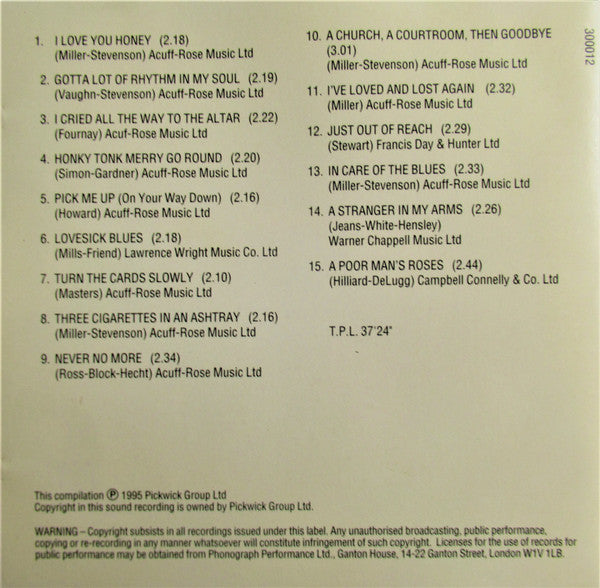 1. I LOVE YOU HONEY (2.18)
(Miller-Stevenson) Acuff-Rose Music Ltd
2. GOTTA LOT OF RHYTHM IN MY SOUL (2.19)
(Vaughn-Stevenson) Acuff-Rose Music Ltd
3. I CRIED ALL THE WAY TO THE ALTAR (2.22)
(Fournay) Acuf-Rose Music Ltd
4. HONKY TONK MERRY GO ROUND (2.20)
(Simon-Gardner) Acuff-Rose Music Ltd
5. PICK ME UP (On Your Way Down) (2.16)
(Howard) Acuff-Rose Music Ltd
6. LOVESICK BLUES (2.18)
(Mills-Friend) Lawrence Wright Music Co. Ltd
7. TURN THE CARDS SLOWLY (2.10)
(Masters) Acuff-Rose Music Ltd
8. THREE CIGARETTES IN AN ASHTRAY (2.16)
(Miller-Stevenson) Acuff-Rose Music Ltd
9. NEVER NO MORE (2.34)
(Ross-Block-Hecht) Acuff-Rose Music Ltd
10. A CHURCH, A COURTROOM, THEN GOODBYE
(3.01)
(Miller-Stevenson) Acuff-Rose Music Ltd
11. I'VE LOVED AND LOST AGAIN (2.32)
(Miller) Acuff-Rose Music Ltd
12. JUST OUT OF REACH (2.29)
(Stewart) Francis Day & Hunter Ltd
13. IN CARE OF THE BLUES (2.33)
(Miller-Stevenson) Acuff-Rose Music Ltd
14. A STRANGER IN MY ARMS (2.26)
(Jeans-White-Hensley)
Warner Chappell Music Ltd
15. A POOR MAN'S ROSES (2.44)
(Hilliard-DeLugg) Campbell Connelly & Co. Ltd
T.P.L. 37'24"
300012
This compilation Ⓟ 1995 Pickwick Group Ltd
Copyright in this sound recording is owned by Pickwick Group Ltd.
WARNING – Copyright subsists in all recordings issued under this label. Any unauthorised broadcasting, public performance,
copying or re-recording in any manner whatsoever will constitute infringement of such copyright. Licenses for the use of records for
public performance may be obtained from Phonograph Performance Ltd., Ganton House, 14-22 Ganton Street, London W1V 1LB.